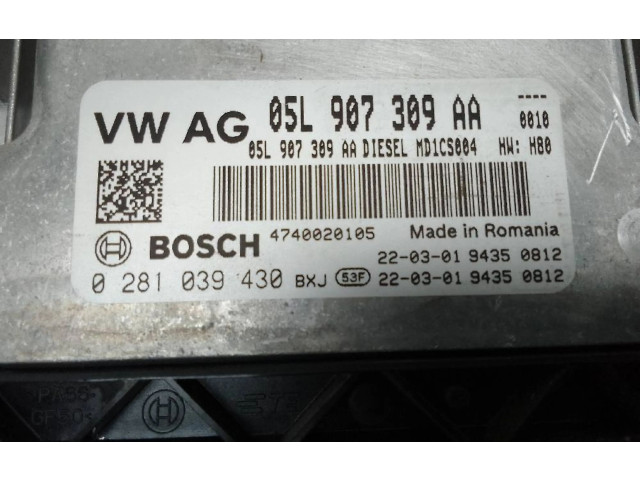 VW AG 05L 907 309 AA ----
0010
05L 907 309 AA DIESEL MD1CS004 HW: H80
BOSCH 4740020105 Made in Romania
22-03-01 9435 0812
0 281 039 430 BXJ 53F 22-03-01 9435 0812